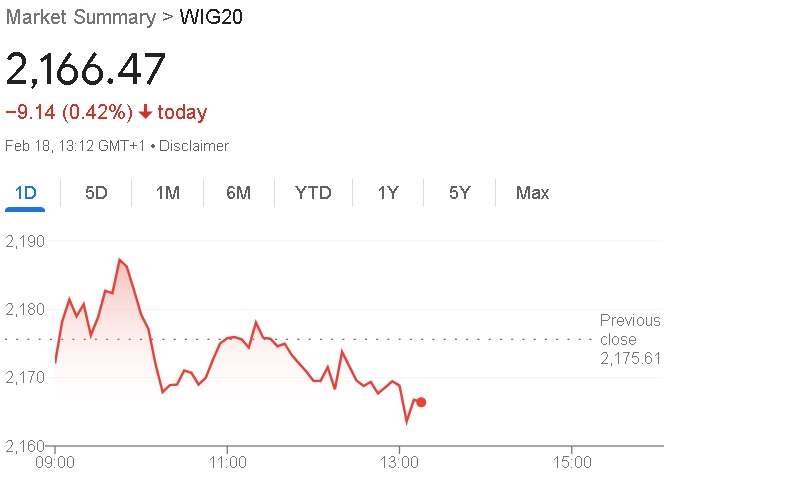 Market Summary > WIG20
2,166.47
−9.14 (0.42%) ↓ today
Feb 18, 13:12 GMT+1 • Disclaimer
1D 5D 1M 6M YTD 1Y 5Y Max
2,190
2,180
Previous
close
2,175.61
2,170
2,160
09:00 11:00 13:00 15:00